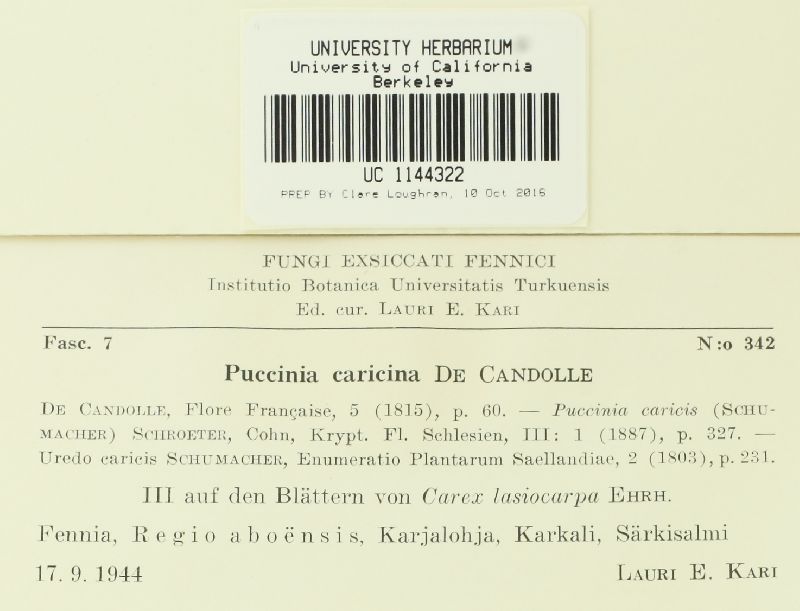 UNIVERSITY HERBARIUM
University of California
Berkeley
UC 1144322
PREP BY Clare Loughran, 10 Oct 2016
FUNGI EXSICCATI FENNICI
Institutio Botanica Universitatis Turkuensis
Ed. cur. LAURI E. KARI
Fasc. 7 N:o 342
Puccinia caricina DE CANDOLLE
DE CANDOLLE, Flore Française, 5 (1815), p. 60. — Puccinia caricis (SCHU-
MACHER) SCHROETER, Cohn, Krypt. Fl. Schlesien, III: 1 (1887), p. 327. —
Uredo caricis SCHUMACHER, Enumeratio Plantarum Saellandiae, 2 (1803), p. 231.
III auf den Blättern von Carex lasiocarpa EHRH.
Fennia, Regio aboënsis, Karjalohja, Karkali, Särkisalmi
17. 9. 1944 LAURI E. KARI